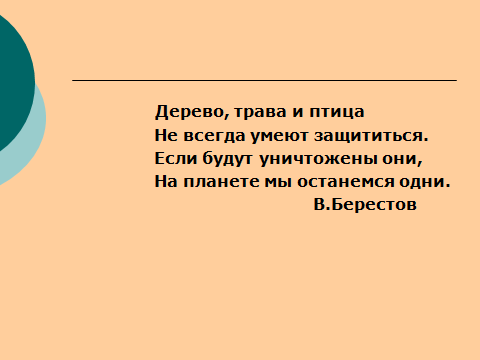 Дерево, трава и птица
Не всегда умеют защититься.
Если будут уничтожены они,
На планете мы останемся одни.
В.Берестов